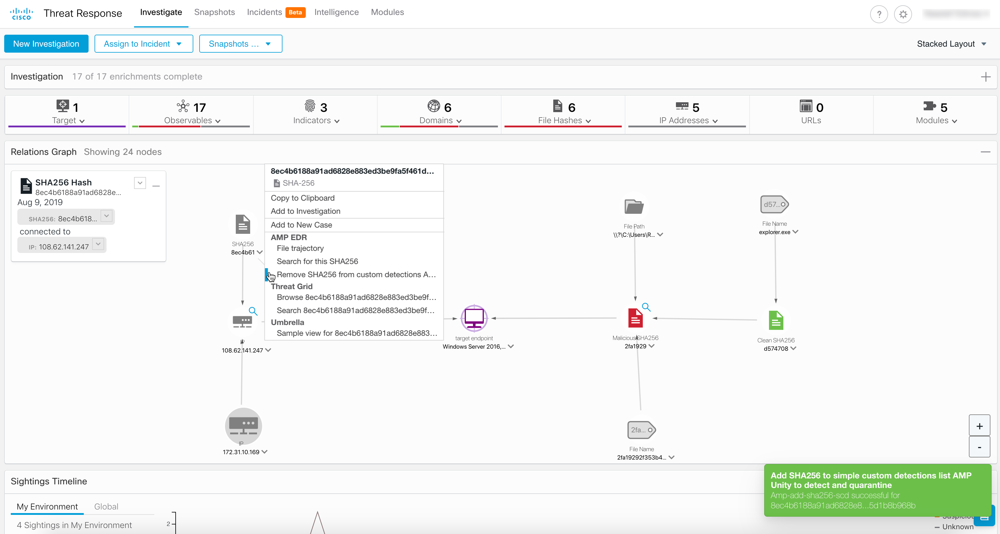 CISCO
Threat Response
Investigate
Snapshots
Incidents Beta
Intelligence
Modules
?
New Investigation
Assign to Incident
Snapshots ...
Stacked Layout
Investigation 17 of 17 enrichments complete
1
Target
17
Observables
3
Indicators
6
Domains
6
File Hashes
5
IP Addresses
0
URLs
5
Modules
Relations Graph Showing 24 nodes
SHA256 Hash
8ec4b6188a91ad6828e...
Aug 9, 2019
SHA256: 8ec4b618...
connected to
IP: 108.62.141.247
8ec4b6188a91ad6828e883ed3be9fa5f461d...
SHA-256
Copy to Clipboard
Add to Investigation
Add to New Case
AMP EDR
File trajectory
Search for this SHA256
Remove SHA256 from custom detections A...
Threat Grid
Browse 8ec4b6188a91ad6828e883ed3be9f...
Search 8ec4b6188a91ad6828e883ed3be9f...
Umbrella
Sample view for 8ec4b6188a91ad6828e883...
SHA256
8ec4b61
IP
108.62.141.247
IP
172.31.10.169
target endpoint
Windows Server 2016,...
File Path
\\?\C:\Users\R...
d57...
File Name
explorer.exe
Malicious SHA256
2fa1929
Clean SHA256
d574708
2fa...
File Name
2fa19292f353b4...
+
-
Sightings Timeline
My Environment
Global
4 Sightings in My Environment
2
Add SHA256 to simple custom detections list AMP
Unity to detect and quarantine
Amp-add-sha256-scd successful for
8ec4b6188a91ad6828e8...5d1b8b968b
Unknown